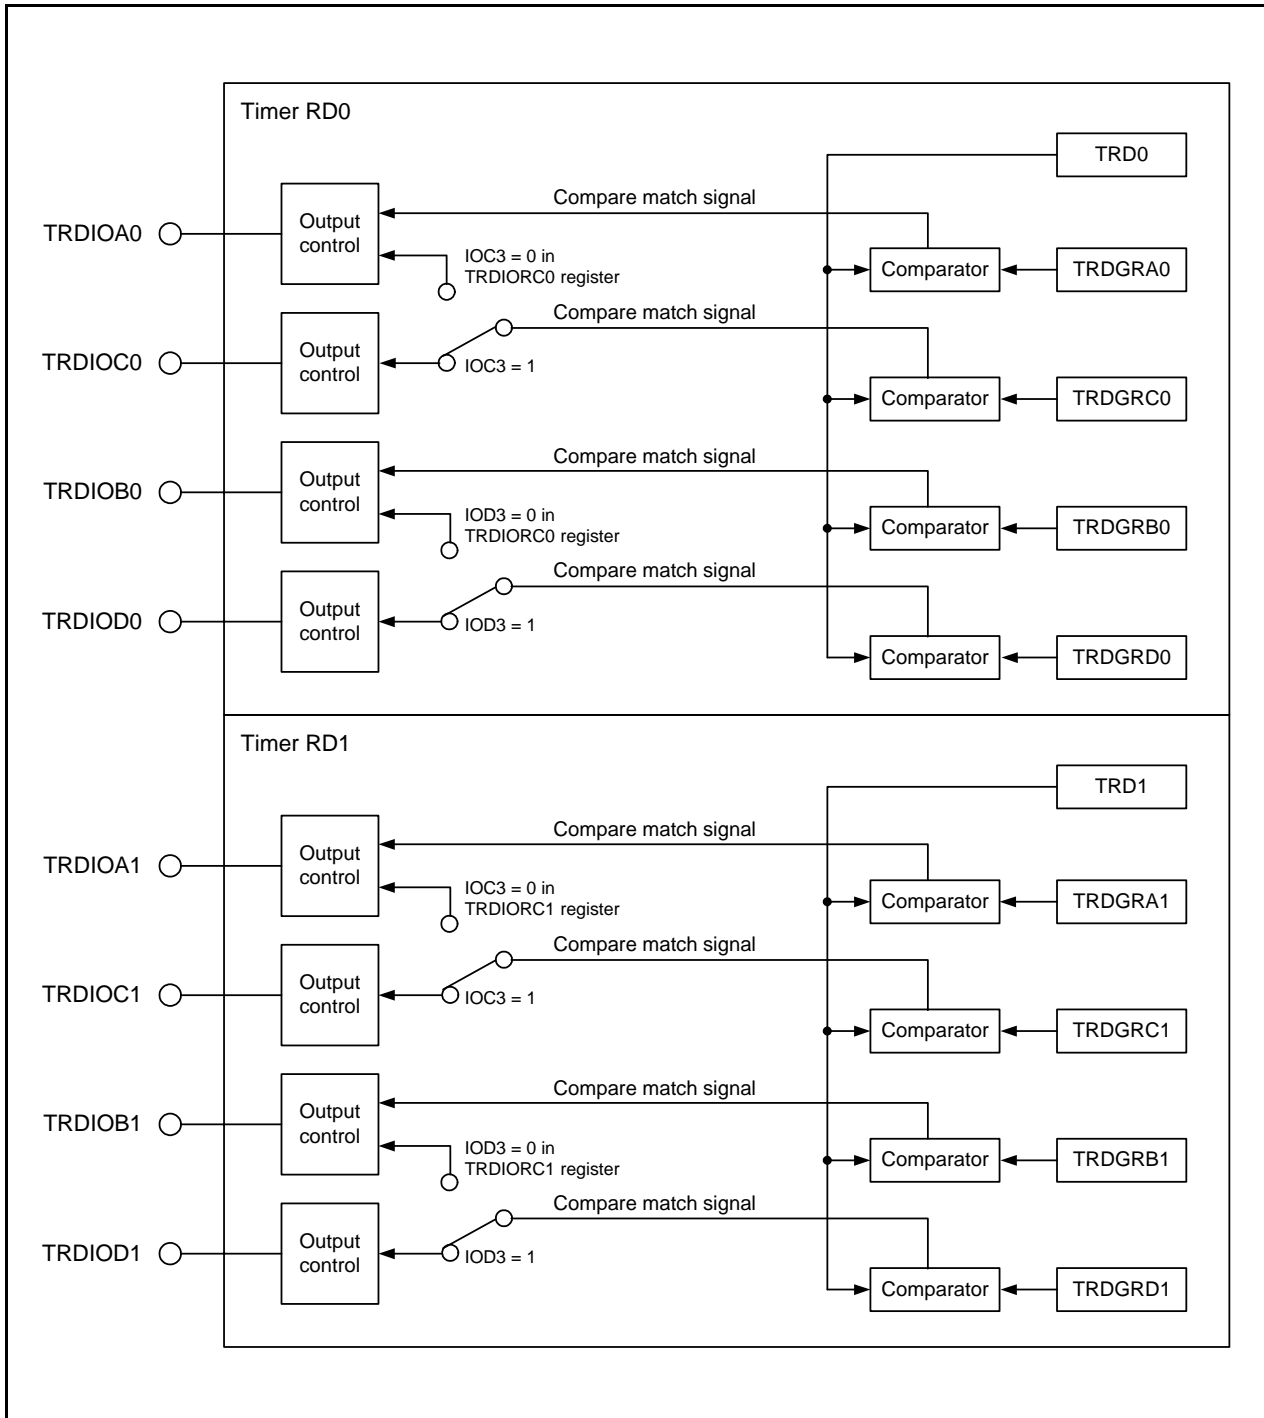 Timer RD0
TRD0
Compare match signal
TRDIOA0
Output
control
IOC3 = 0 in
TRDIORC0 register
Comparator
TRDGRA0
Compare match signal
TRDIOC0
Output
control
IOC3 = 1
Comparator
TRDGRC0
Compare match signal
TRDIOB0
Output
control
IOD3 = 0 in
TRDIORC0 register
Comparator
TRDGRB0
Compare match signal
TRDIOD0
Output
control
IOD3 = 1
Comparator
TRDGRD0
Timer RD1
TRD1
Compare match signal
TRDIOA1
Output
control
IOC3 = 0 in
TRDIORC1 register
Comparator
TRDGRA1
Compare match signal
TRDIOC1
Output
control
IOC3 = 1
Comparator
TRDGRC1
Compare match signal
TRDIOB1
Output
control
IOD3 = 0 in
TRDIORC1 register
Comparator
TRDGRB1
Compare match signal
TRDIOD1
Output
control
IOD3 = 1
Comparator
TRDGRD1